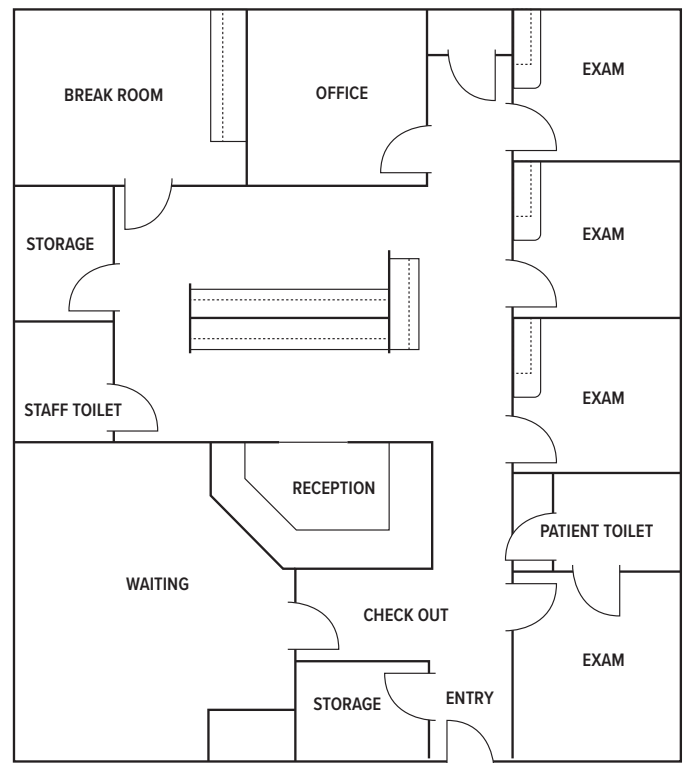 BREAK ROOM
OFFICE
EXAM
STORAGE
EXAM
STAFF TOILET
EXAM
RECEPTION
PATIENT TOILET
WAITING
CHECK OUT
EXAM
STORAGE
ENTRY